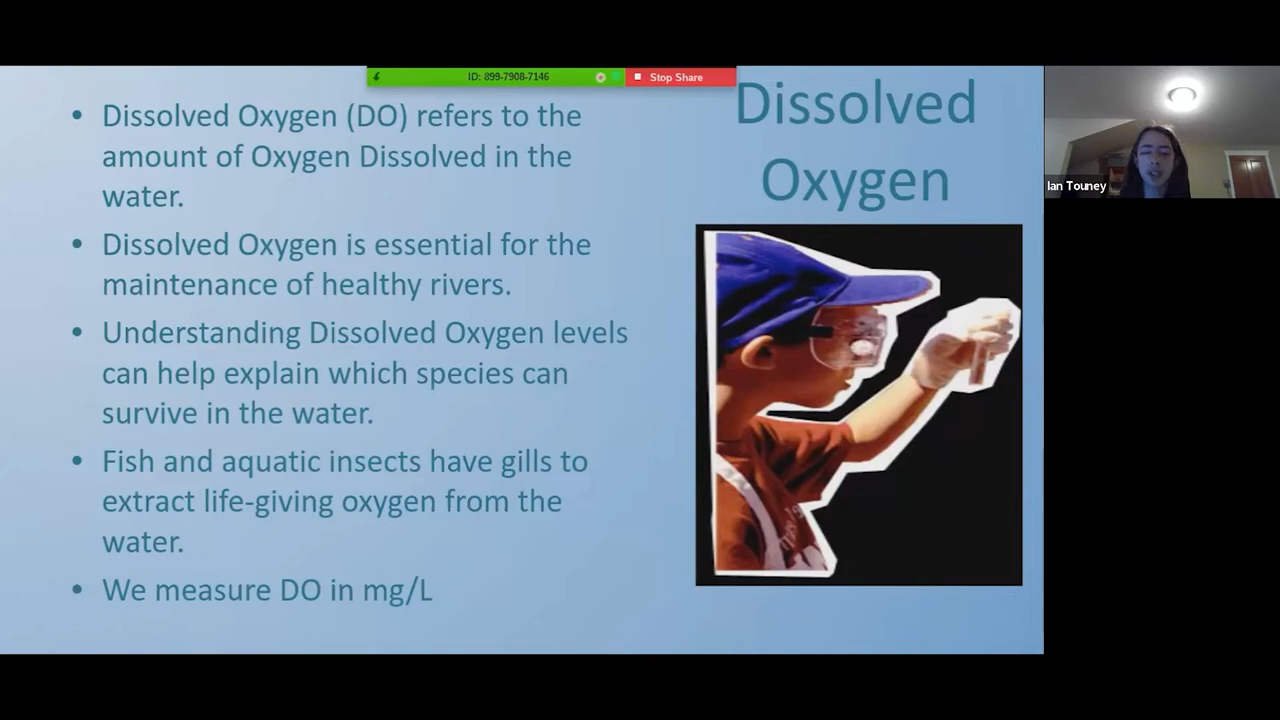 ID: 899-7908-7146
Stop Share
Dissolved
Oxygen
• Dissolved Oxygen (DO) refers to the
amount of Oxygen Dissolved in the
water.
• Dissolved Oxygen is essential for the
maintenance of healthy rivers.
• Understanding Dissolved Oxygen levels
can help explain which species can
survive in the water.
• Fish and aquatic insects have gills to
extract life-giving oxygen from the
water.
• We measure DO in mg/L
Ian Touney